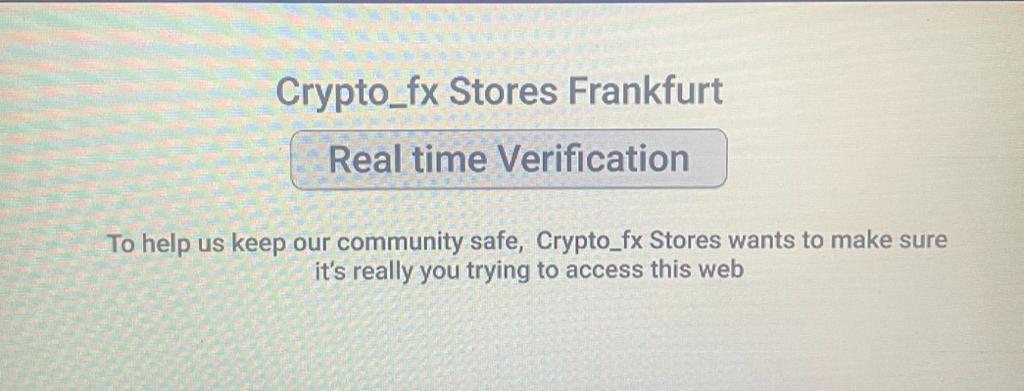 Crypto_fx Stores Frankfurt
Real time Verification
To help us keep our community safe, Crypto_fx Stores wants to make sure
it's really you trying to access this web